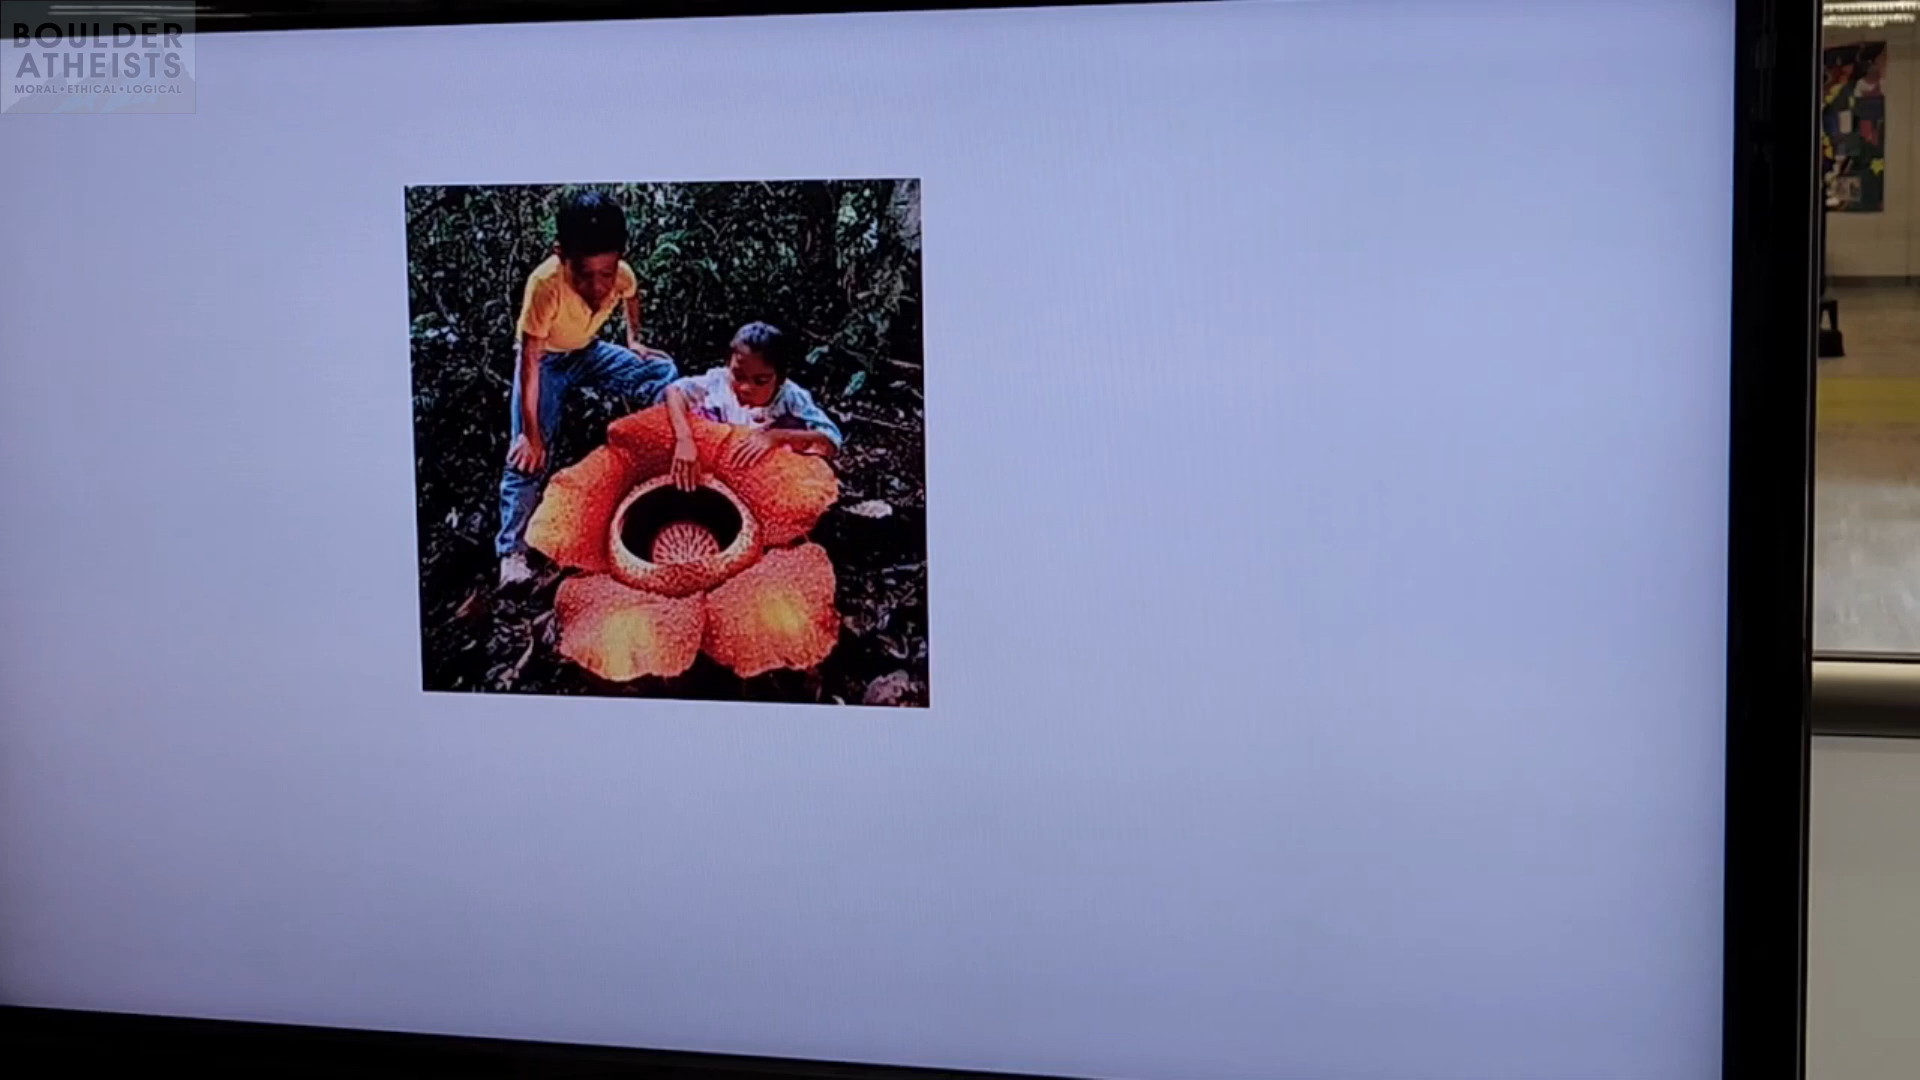 BOULDER
ATHEISTS
MORAL • ETHICAL • LOGICAL